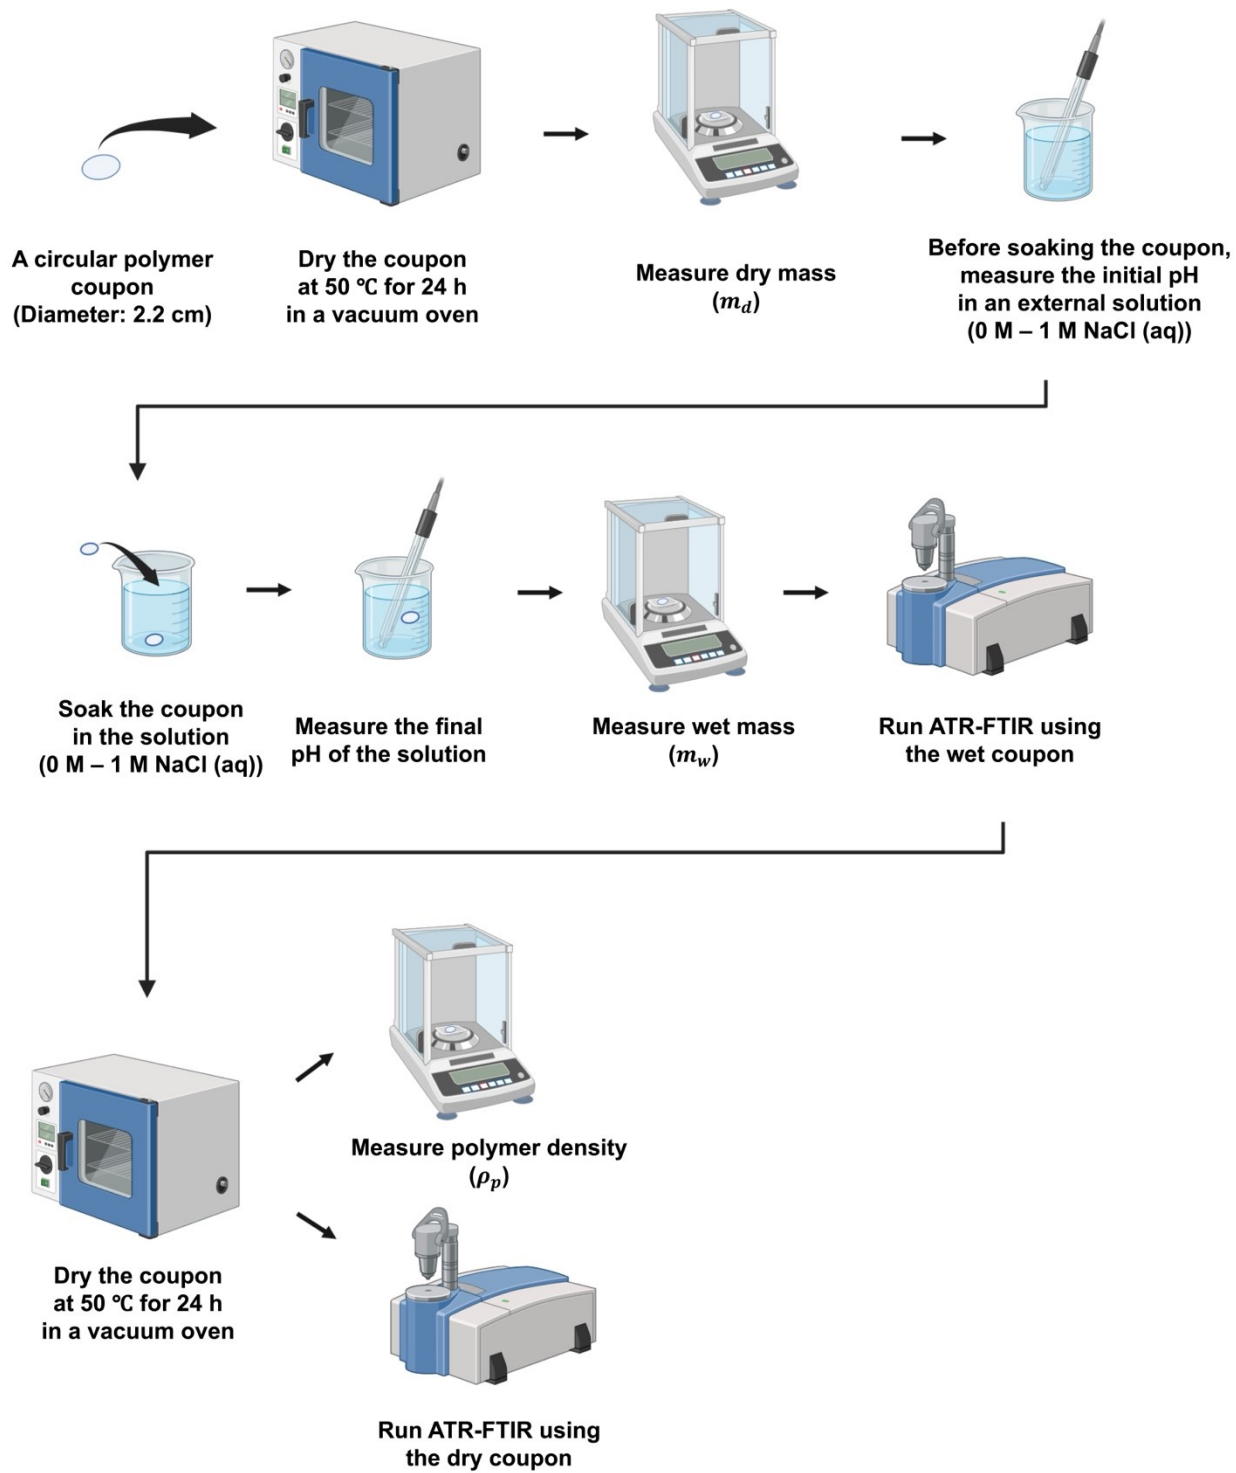 A circular polymer
coupon
(Diameter: 2.2 cm)
Dry the coupon
at 50 ℃ for 24 h
in a vacuum oven
Measure dry mass
(m_d)
Before soaking the coupon,
measure the initial pH
in an external solution
(0 M – 1 M NaCl (aq))
Soak the coupon
in the solution
(0 M – 1 M NaCl (aq))
Measure the final
pH of the solution
Measure wet mass
(m_w)
Run ATR-FTIR using
the wet coupon
Dry the coupon
at 50 ℃ for 24 h
in a vacuum oven
Measure polymer density
(ρ_p)
Run ATR-FTIR using
the dry coupon